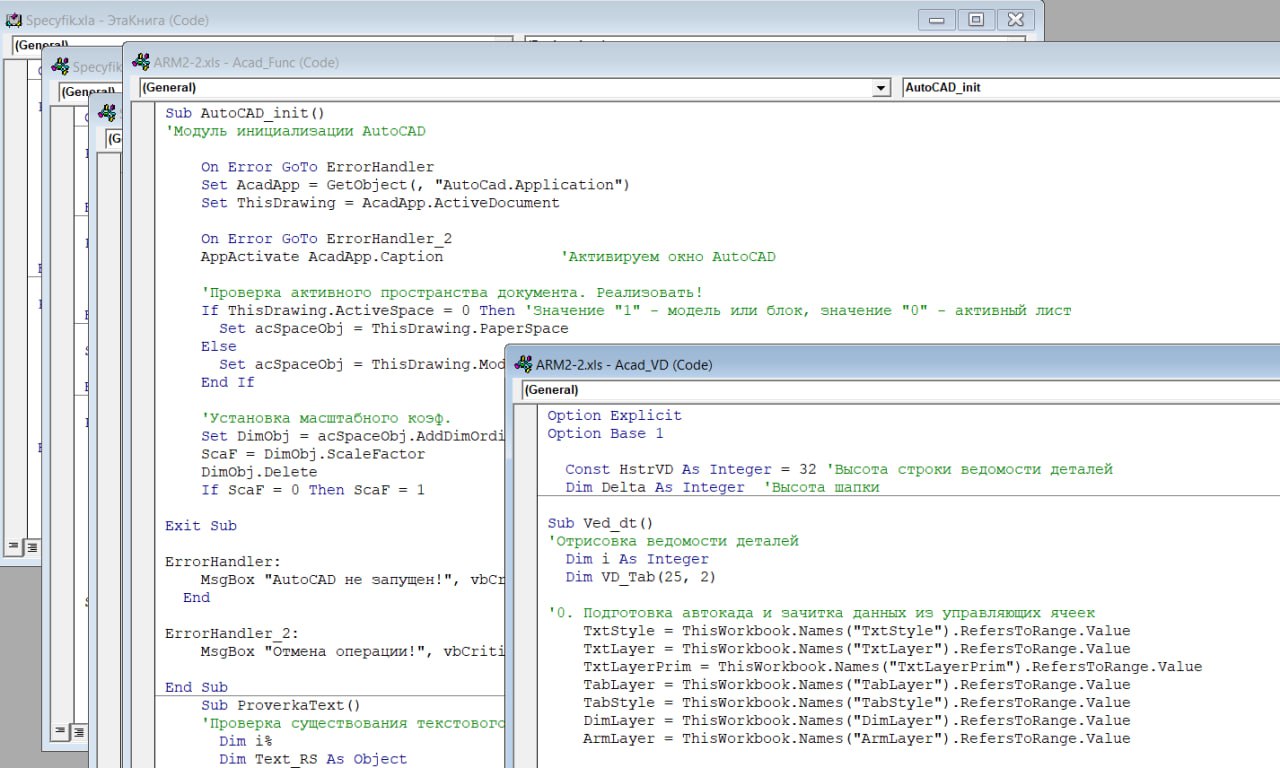 Specyfik.xla - ЭтаКнига (Code)
(General)
Specyfik
(General)
ARM2-2.xls - Acad_Func (Code)
(General)
AutoCAD_init
Sub AutoCAD_init()
'Модуль инициализации AutoCAD
On Error GoTo ErrorHandler
Set AcadApp = GetObject(, "AutoCad.Application")
Set ThisDrawing = AcadApp.ActiveDocument
On Error GoTo ErrorHandler_2
AppActivate AcadApp.Caption 'Активируем окно AutoCAD
'Проверка активного пространства документа. Реализовать!
If ThisDrawing.ActiveSpace = 0 Then 'Значение "1" - модель или блок, значение "0" - активный лист
Set acSpaceObj = ThisDrawing.PaperSpace
Else
Set acSpaceObj = ThisDrawing.Mod
End If
'Установка масштабного коэф.
Set DimObj = acSpaceObj.AddDimOrdi
ScaF = DimObj.ScaleFactor
DimObj.Delete
If ScaF = 0 Then ScaF = 1
Exit Sub
ErrorHandler:
MsgBox "AutoCAD не запущен!", vbCr
End
ErrorHandler_2:
MsgBox "Отмена операции!", vbCriti
End Sub
Sub ProverkaText()
'Проверка существования текстового
Dim i%
Dim Text_RS As Object
ARM2-2.xls - Acad_VD (Code)
(General)
Option Explicit
Option Base 1
Const HstrVD As Integer = 32 'Высота строки ведомости деталей
Dim Delta As Integer 'Высота шапки
Sub Ved_dt()
'Отрисовка ведомости деталей
Dim i As Integer
Dim VD_Tab(25, 2)
'0. Подготовка автокада и зачитка данных из управляющих ячеек
TxtStyle = ThisWorkbook.Names("TxtStyle").RefersToRange.Value
TxtLayer = ThisWorkbook.Names("TxtLayer").RefersToRange.Value
TxtLayerPrim = ThisWorkbook.Names("TxtLayerPrim").RefersToRange.Value
TabLayer = ThisWorkbook.Names("TabLayer").RefersToRange.Value
TabStyle = ThisWorkbook.Names("TabStyle").RefersToRange.Value
DimLayer = ThisWorkbook.Names("DimLayer").RefersToRange.Value
ArmLayer = ThisWorkbook.Names("ArmLayer").RefersToRange.Value